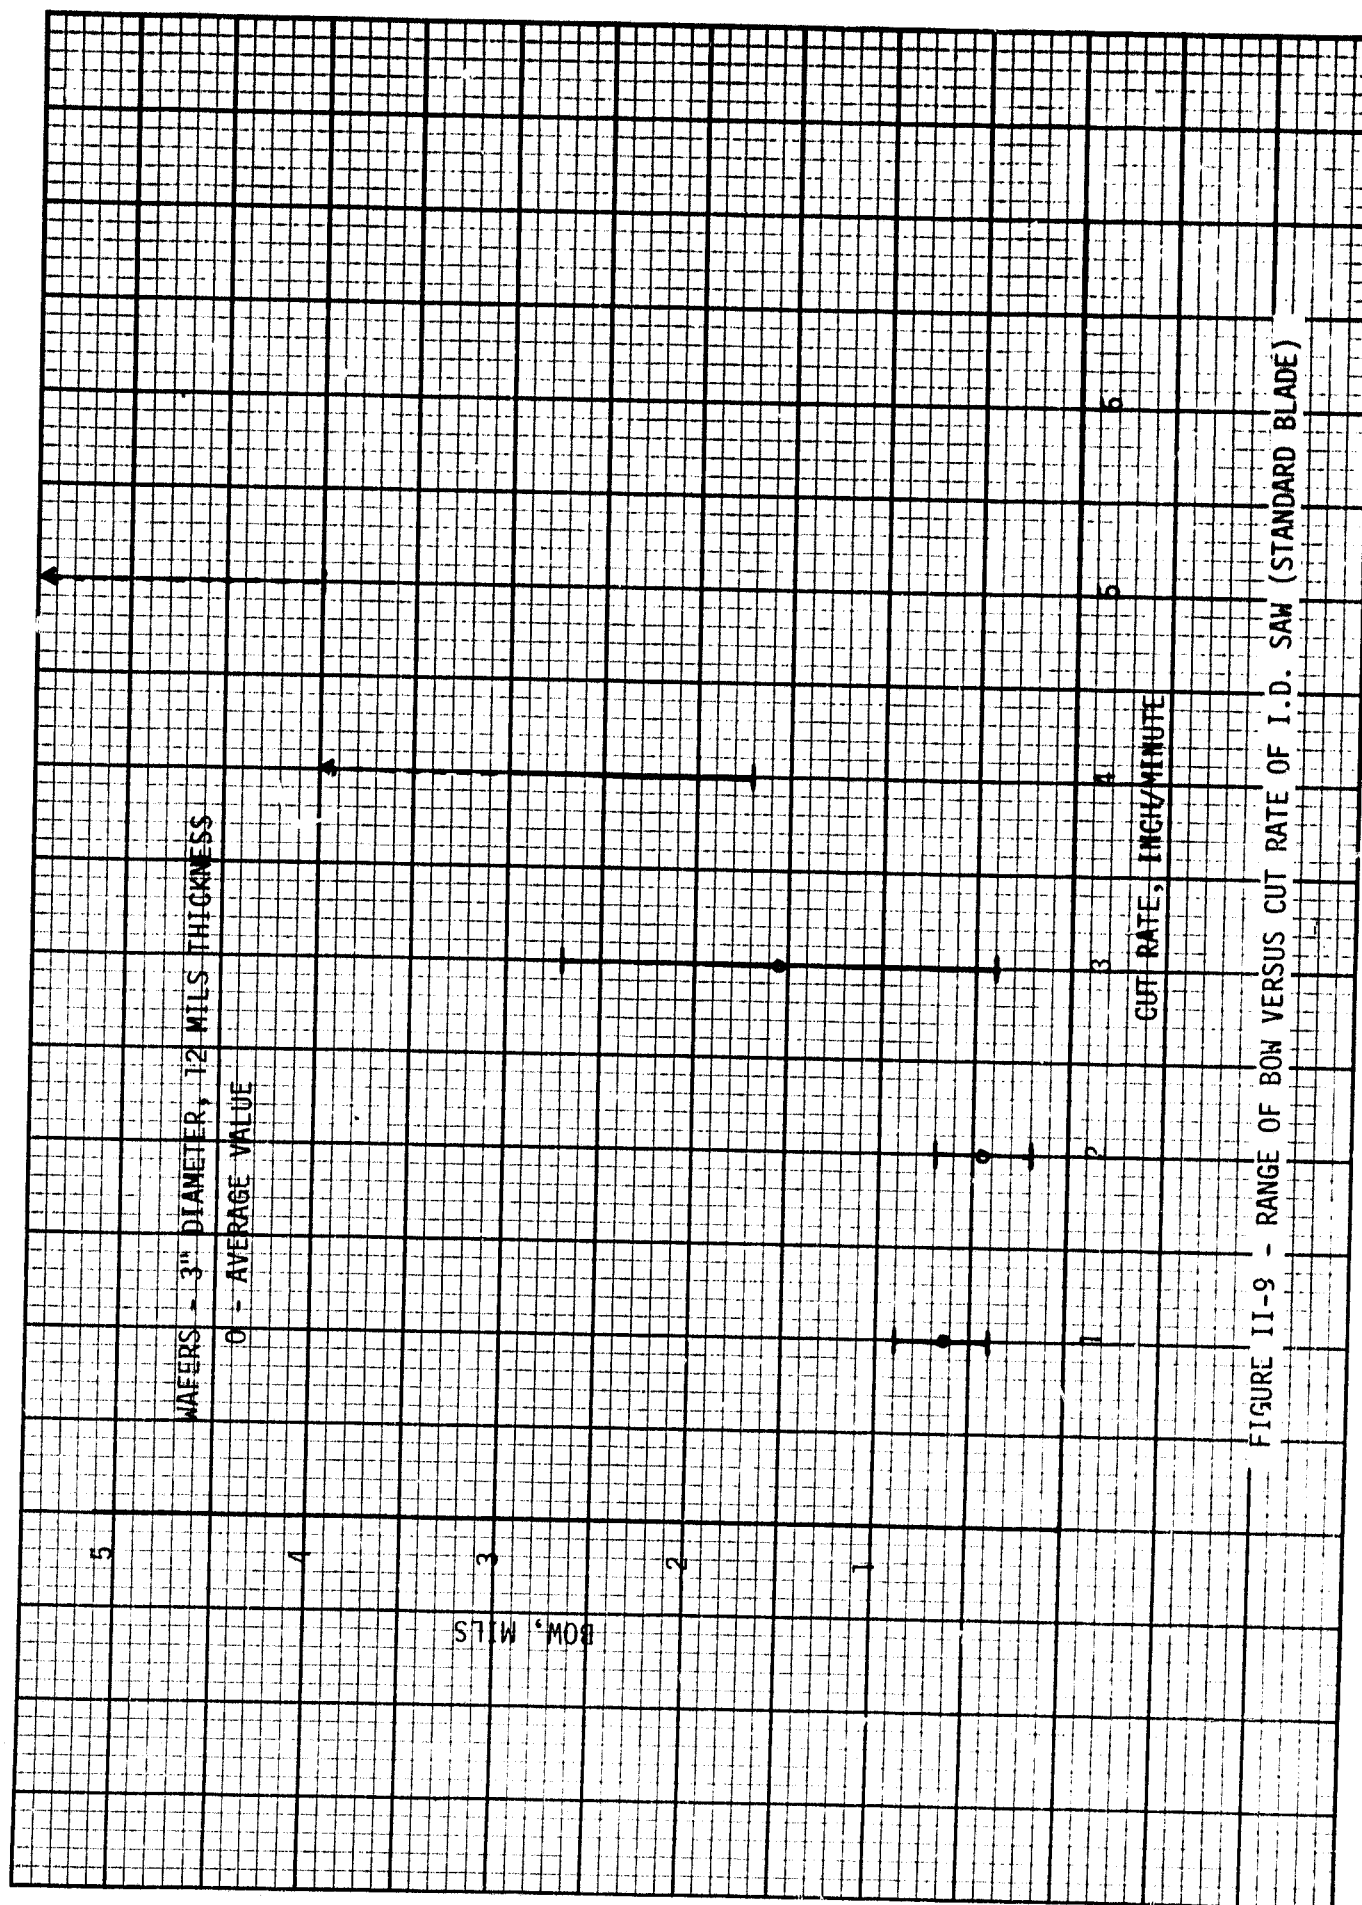 WAFERS - 3" DIAMETER, 12 MILS THICKNESS
O - AVERAGE VALUE
5
4
3
2
1
BOW, MILS
1 2 3 4 5 6
CUT RATE, INCH/MINUTE
FIGURE II-9 - RANGE OF BOW VERSUS CUT RATE OF I.D. SAW (STANDARD BLADE)